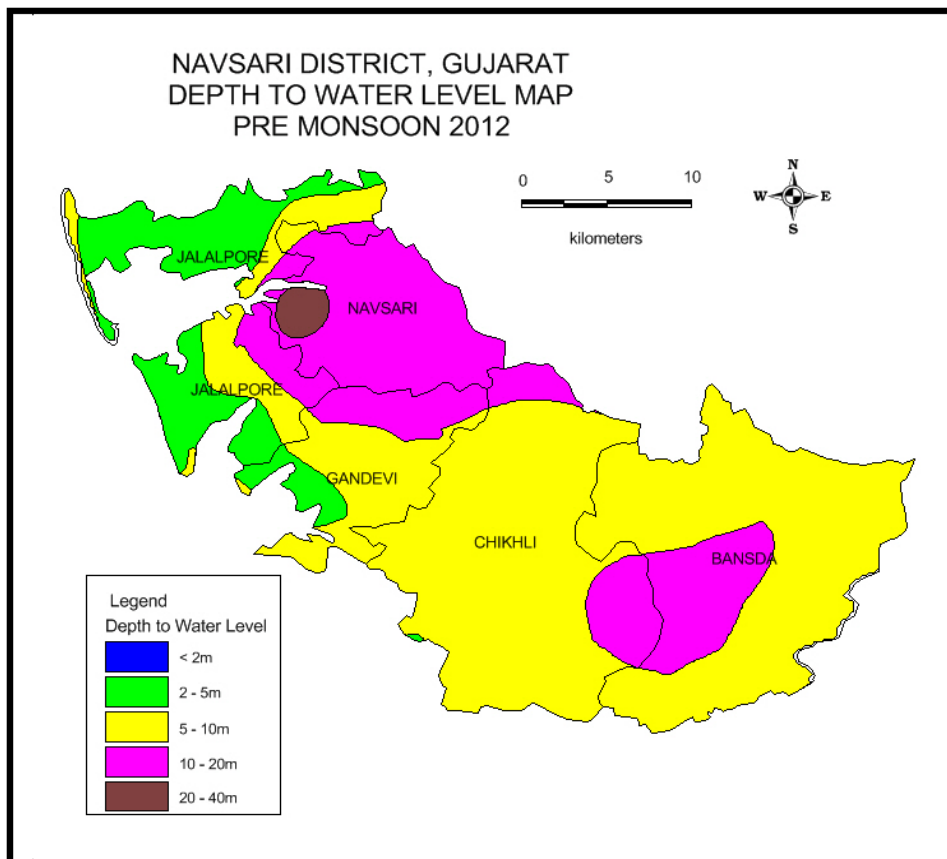 NAVSARI DISTRICT, GUJARAT
DEPTH TO WATER LEVEL MAP
PRE MONSOON 2012
0 5 10
kilometers
N
W E
S
JALALPORE
NAVSARI
JALALPORE
GANDEVI
CHIKHLI
BANSDA
Legend
Depth to Water Level
< 2m
2 - 5m
5 - 10m
10 - 20m
20 - 40m